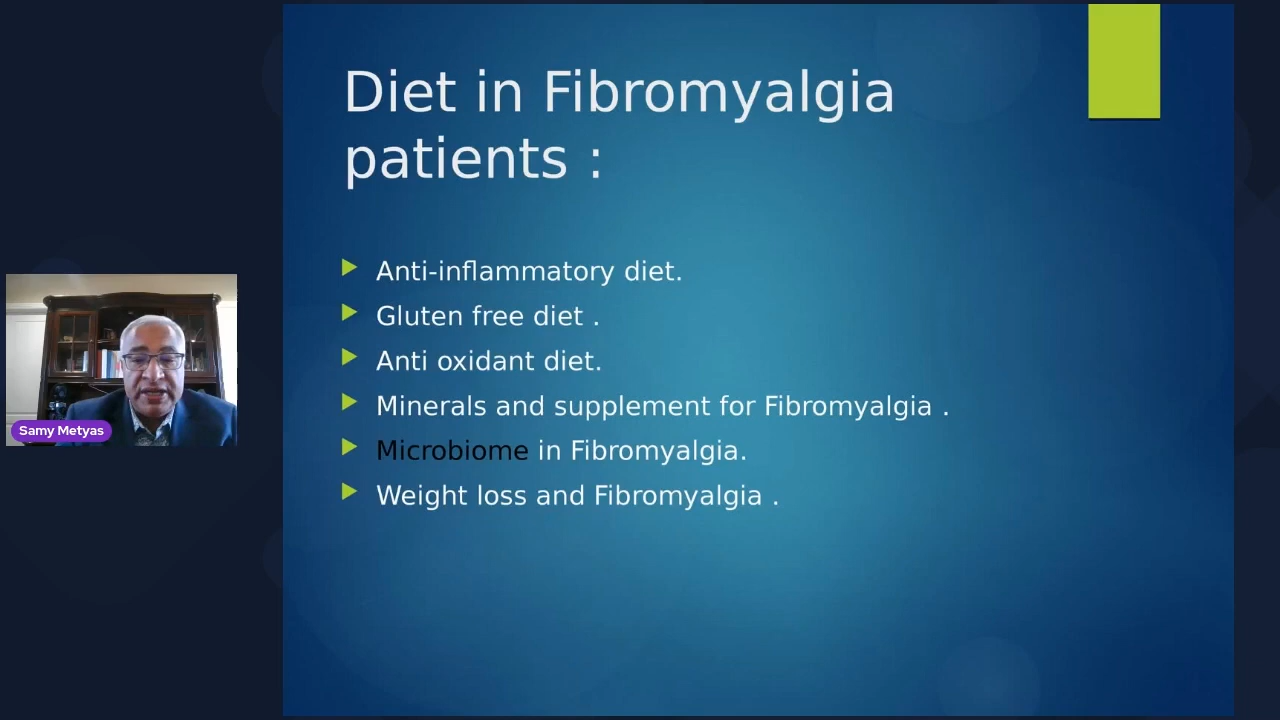 Diet in Fibromyalgia
patients :
Anti-inflammatory diet.
Gluten free diet .
Anti oxidant diet.
Minerals and supplement for Fibromyalgia .
Microbiome in Fibromyalgia.
Weight loss and Fibromyalgia .
Samy Metyas